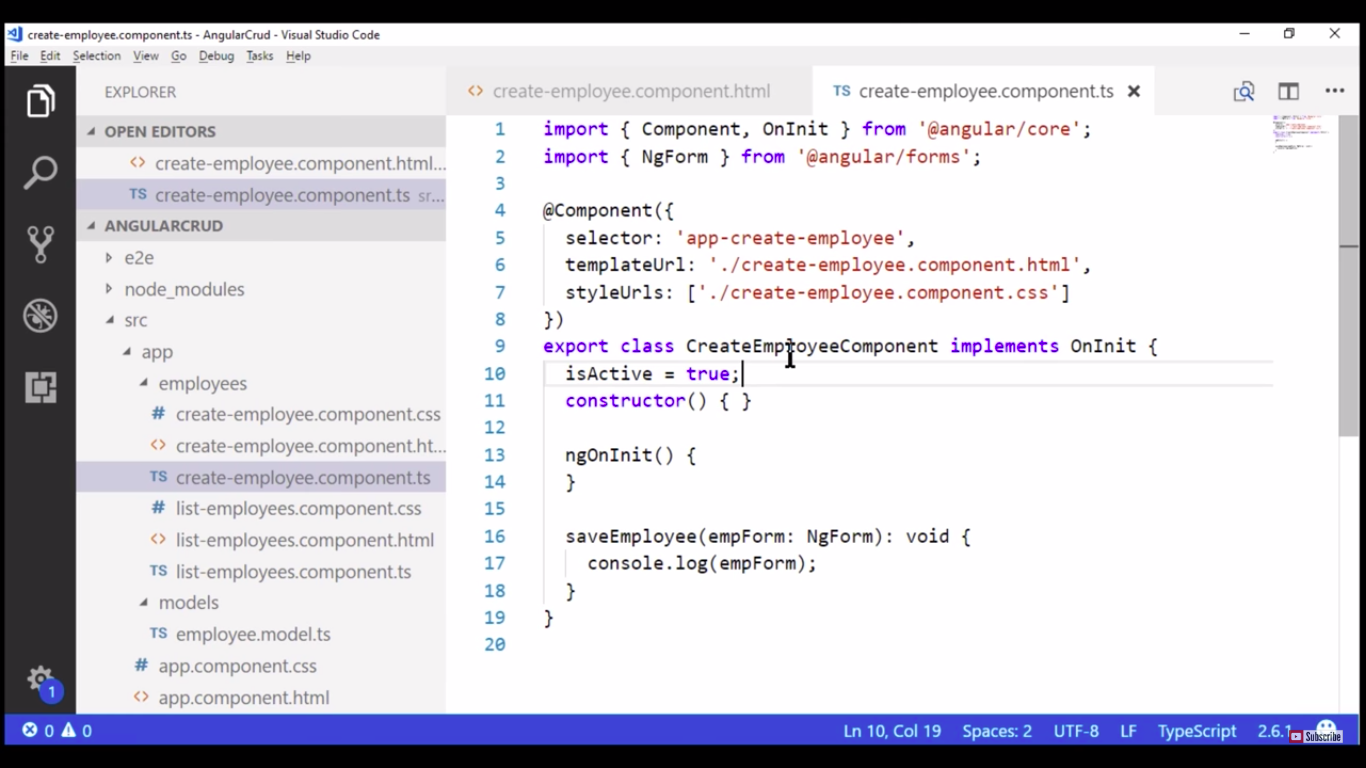 create-employee.component.ts - AngularCrud - Visual Studio Code
File Edit Selection View Go Debug Tasks Help
EXPLORER
OPEN EDITORS
create-employee.component.html...
create-employee.component.ts sr...
ANGULARCRUD
e2e
node_modules
src
app
employees
create-employee.component.css
create-employee.component.ht...
create-employee.component.ts
list-employees.component.css
list-employees.component.html
list-employees.component.ts
models
employee.model.ts
app.component.css
app.component.html
create-employee.component.html
TS create-employee.component.ts
1 import { Component, OnInit } from '@angular/core';
2 import { NgForm } from '@angular/forms';
3
4 @Component({
5 selector: 'app-create-employee',
6 templateUrl: './create-employee.component.html',
7 styleUrls: ['./create-employee.component.css']
8 })
9 export class CreateEmployeeComponent implements OnInit {
10 isActive = true;
11 constructor() { }
12
13 ngOnInit() {
14 }
15
16 saveEmployee(empForm: NgForm): void {
17 console.log(empForm);
18 }
19 }
20
1
0 0
Ln 10, Col 19 Spaces: 2 UTF-8 LF TypeScript 2.6.1
Subscribe